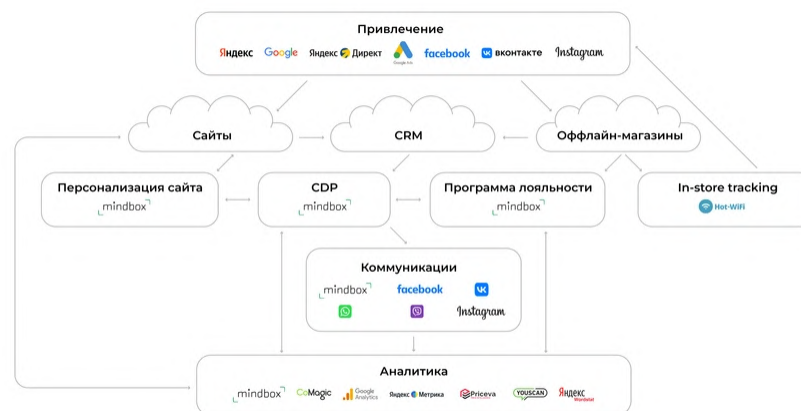 Привлечение
Яндекс Google Яндекс Директ Google Ads facebook вконтакте Instagram
Сайты CRM Оффлайн-магазины
Персонализация сайта CDP Программа лояльности In-store tracking
mindbox mindbox mindbox Hot-WiFi
Коммуникации
mindbox facebook
Instagram
Аналитика
mindbox CoMagic Google Analytics Яндекс Метрика Priceva YOUSCAN Яндекс Wordstat